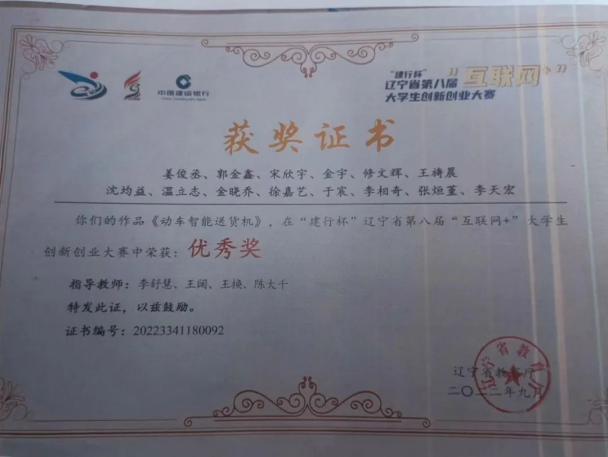 中国建设银行
"建行杯"
辽宁省第八届
大学生创新创业大赛
互联网+
获奖证书
姜俊丞、郭金鑫、宋欣宇、金宇、修文辉、王祷晨
沈均益、温立志、金晓乔、徐嘉艺、于宸、李相奇、张烜堇、李天宏
你们的作品《动车智能送货机》，在“建行杯”辽宁省第八届“互联网+”大学生
创新创业大赛中荣获：优秀奖
指导教师：李舒慧、王闯、王换、陈大千
特发此证，以兹鼓励。
证书编号：20223341180092
辽宁省教育厅
二〇二二年九月